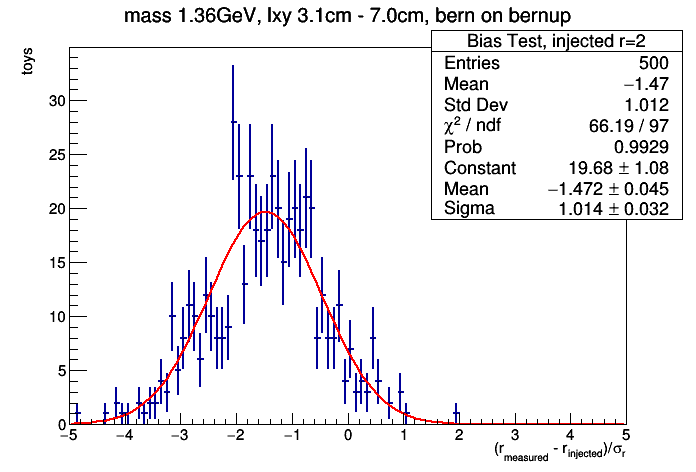 mass 1.36GeV, lxy 3.1cm - 7.0cm, bern on bernup
Bias Test, injected r=2
Entries 500
Mean −1.47
Std Dev 1.012
χ² / ndf 66.19 / 97
Prob 0.9929
Constant 19.68 ± 1.08
Mean −1.472 ± 0.045
Sigma 1.014 ± 0.032
toys
30
25
20
15
10
5
0
−5 −4 −3 −2 −1 0 1 2 3 4 5
(r_measured - r_injected)/σ_r